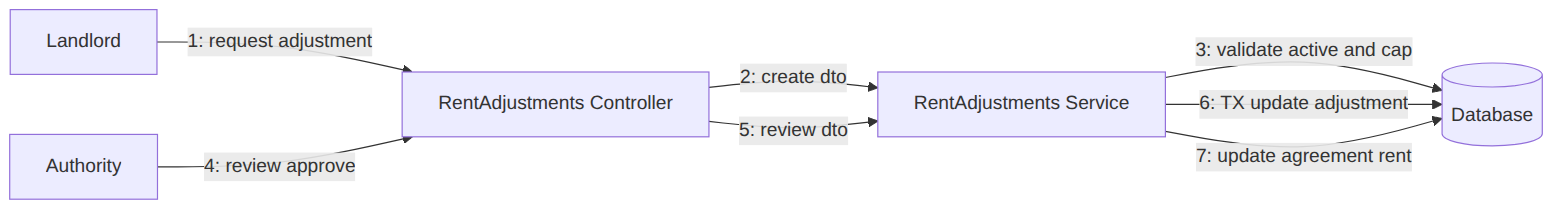 Landlord
1: request adjustment
Authority
4: review approve
RentAdjustments Controller
2: create dto
5: review dto
RentAdjustments Service
3: validate active and cap
6: TX update adjustment
7: update agreement rent
Database